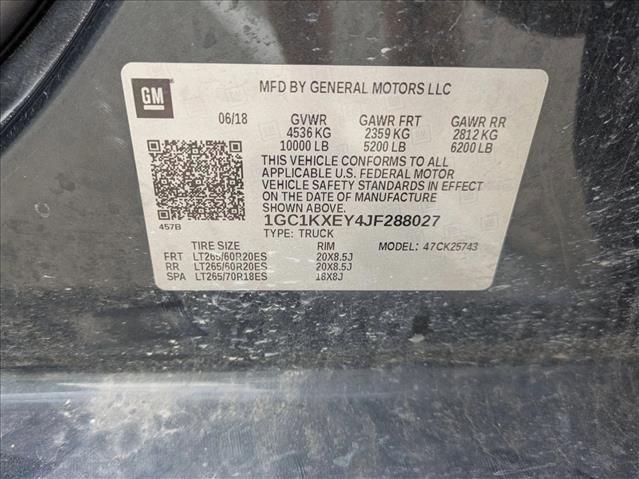 GM
MFD BY GENERAL MOTORS LLC
06/18 GVWR GAWR FRT GAWR RR
4536 KG 2359 KG 2812 KG
10000 LB 5200 LB 6200 LB
THIS VEHICLE CONFORMS TO ALL
APPLICABLE U.S. FEDERAL MOTOR
VEHICLE SAFETY STANDARDS IN EFFECT
ON THE DATE OF MANUFACTURE
SHOWN ABOVE.
457B 1GC1KXEY4JF288027
TYPE: TRUCK MODEL: 47CK25743
TIRE SIZE RIM
FRT LT265/60R20ES 20X8.5J
RR LT265/60R20ES 20X8.5J
SPA LT265/70R18ES 18X8J